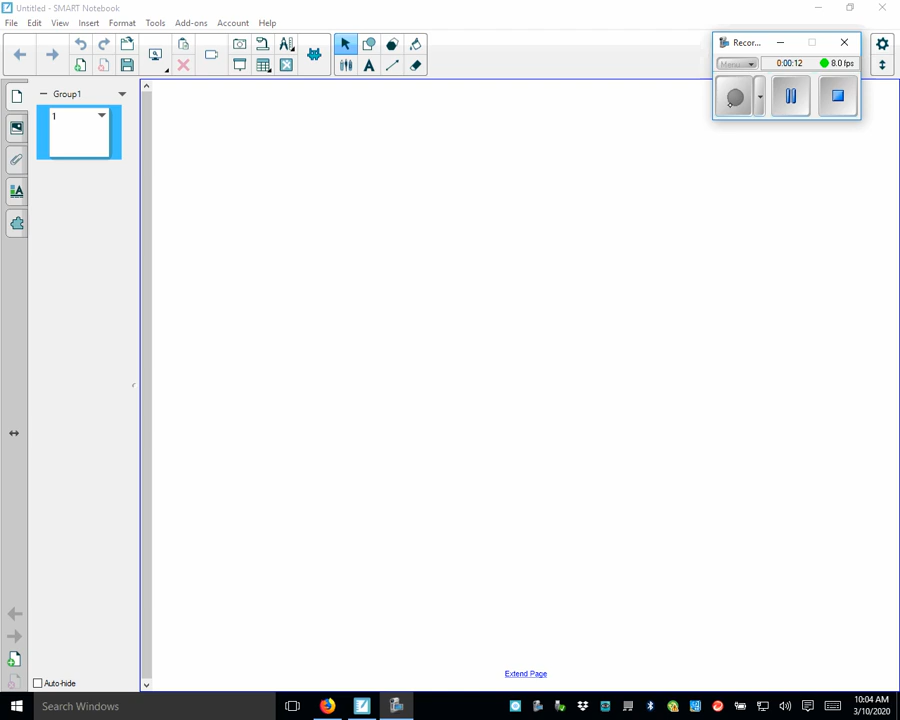 Untitled - SMART Notebook
File Edit View Insert Format Tools Add-ons Account Help
Recor...
Menu
0:00:12
8.0 fps
Group1
1
Extend Page
Auto-hide
Search Windows
10:04 AM
3/10/2020